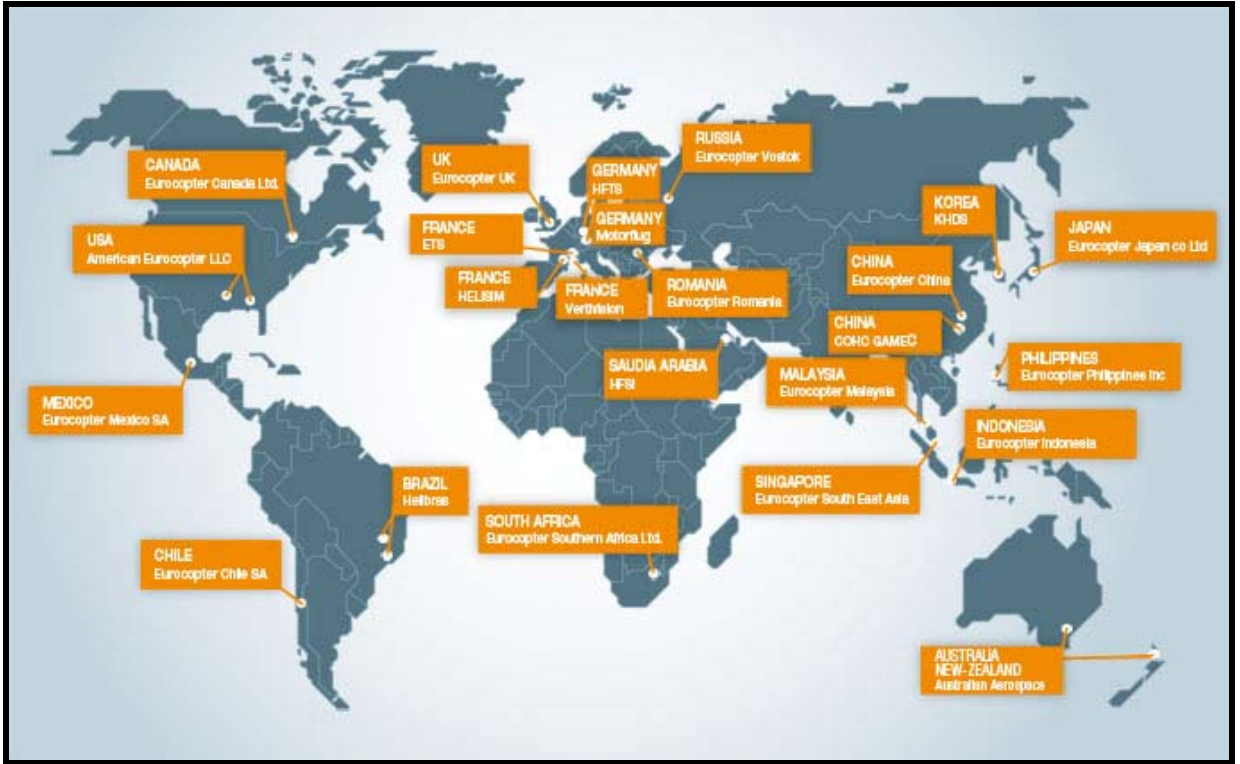 RUSSIA
Eurocopter Vostok
CANADA
Eurocopter Canada Ltd.
UK
Eurocopter UK
GERMANY
HFTS
KOREA
KHDS
JAPAN
Eurocopter Japan co Ltd
USA
American Eurocopter LLC
FRANCE
ETS
GERMANY
Motorflug
CHINA
Eurocopter China
FRANCE
HELISIM
FRANCE
Vertivision
ROMANIA
Eurocopter Romania
CHINA
COHC GAMEC
SAUDIA ARABIA
HFSI
MALAYSIA
Eurocopter Malaysia
PHILIPPINES
Eurocopter Philippines Inc
MEXICO
Eurocopter Mexico SA
INDONESIA
Eurocopter Indonesia
BRAZIL
Helibras
SINGAPORE
Eurocopter South East Asia
SOUTH AFRICA
Eurocopter Southern Africa Ltd.
CHILE
Eurocopter Chile SA
AUSTRALIA
NEW-ZEALAND
Australian Aerospace